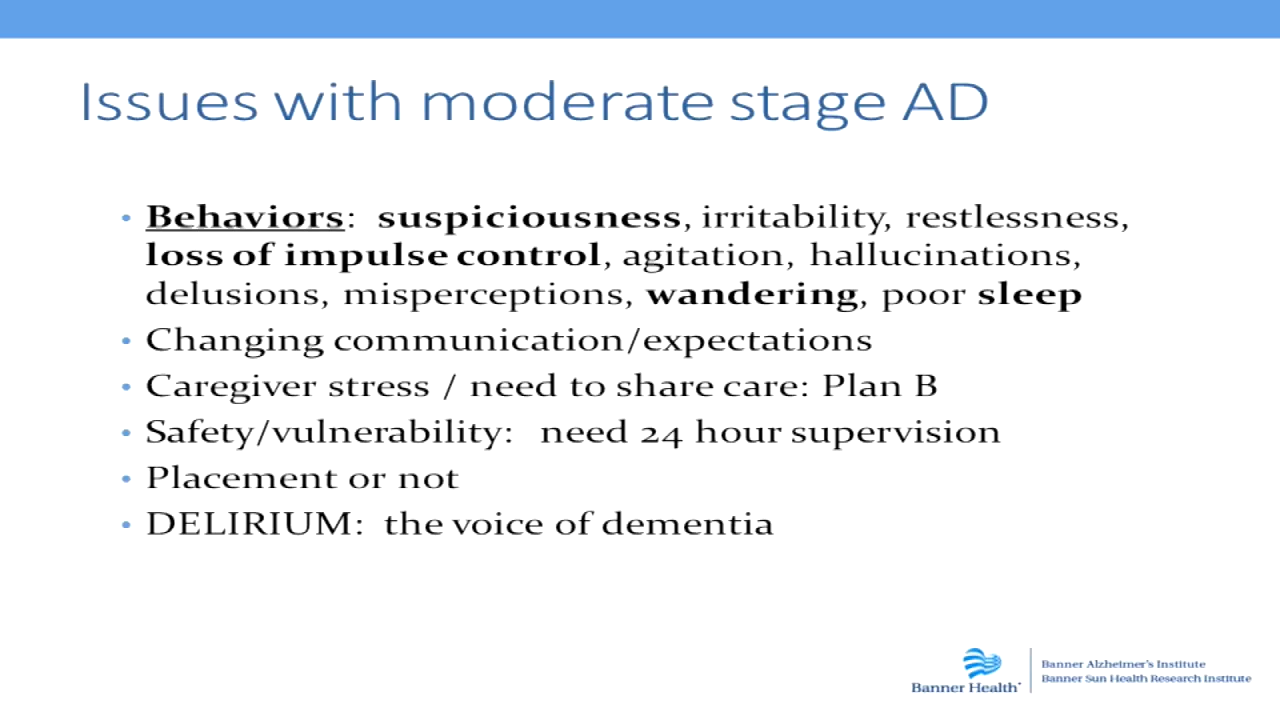 Issues with moderate stage AD
• Behaviors: suspiciousness, irritability, restlessness,
loss of impulse control, agitation, hallucinations,
delusions, misperceptions, wandering, poor sleep
• Changing communication/expectations
• Caregiver stress / need to share care: Plan B
• Safety/vulnerability: need 24 hour supervision
• Placement or not
• DELIRIUM: the voice of dementia
Banner Health
Banner Alzheimer's Institute
Banner Sun Health Research Institute